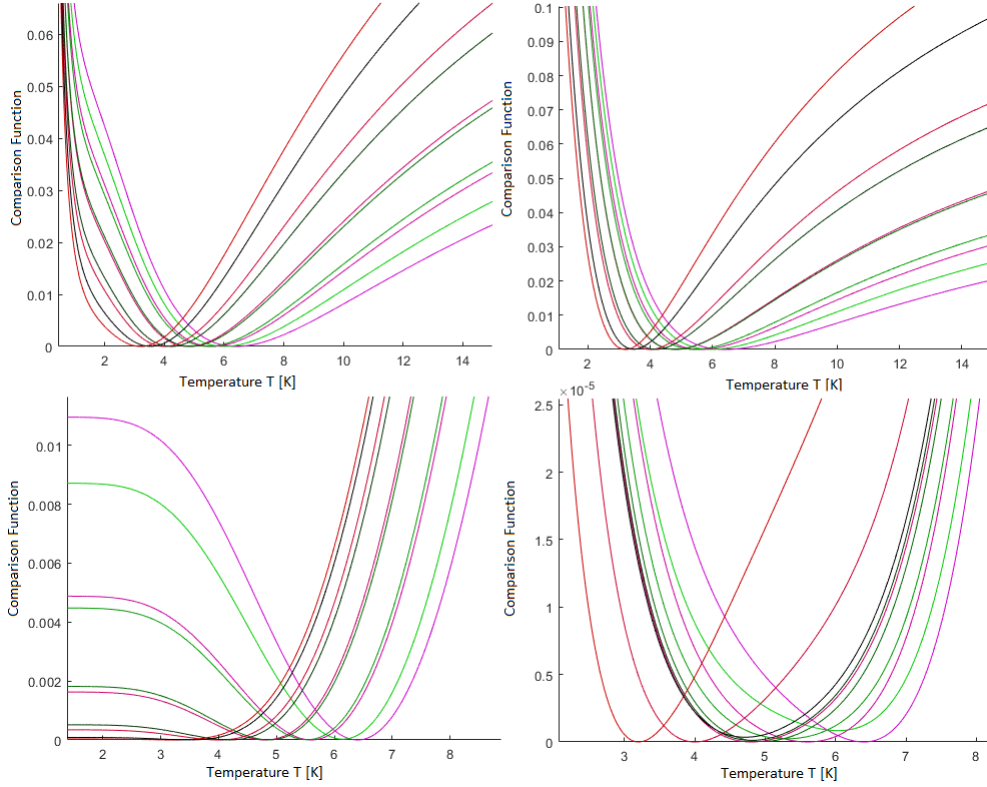 Comparison Function
0.06
0.05
0.04
0.03
0.02
0.01
0
2 4 6 8 10 12 14
Temperature T [K]
Comparison Function
0.1
0.09
0.08
0.07
0.06
0.05
0.04
0.03
0.02
0.01
0
2 4 6 8 10 12 14
Temperature T [K]
Comparison Function
0.01
0.008
0.006
0.004
0.002
0
2 3 4 5 6 7 8
Temperature T [K]
Comparison Function
×10⁻⁵
2.5
2
1.5
1
0.5
0
3 4 5 6 7 8
Temperature T [K]